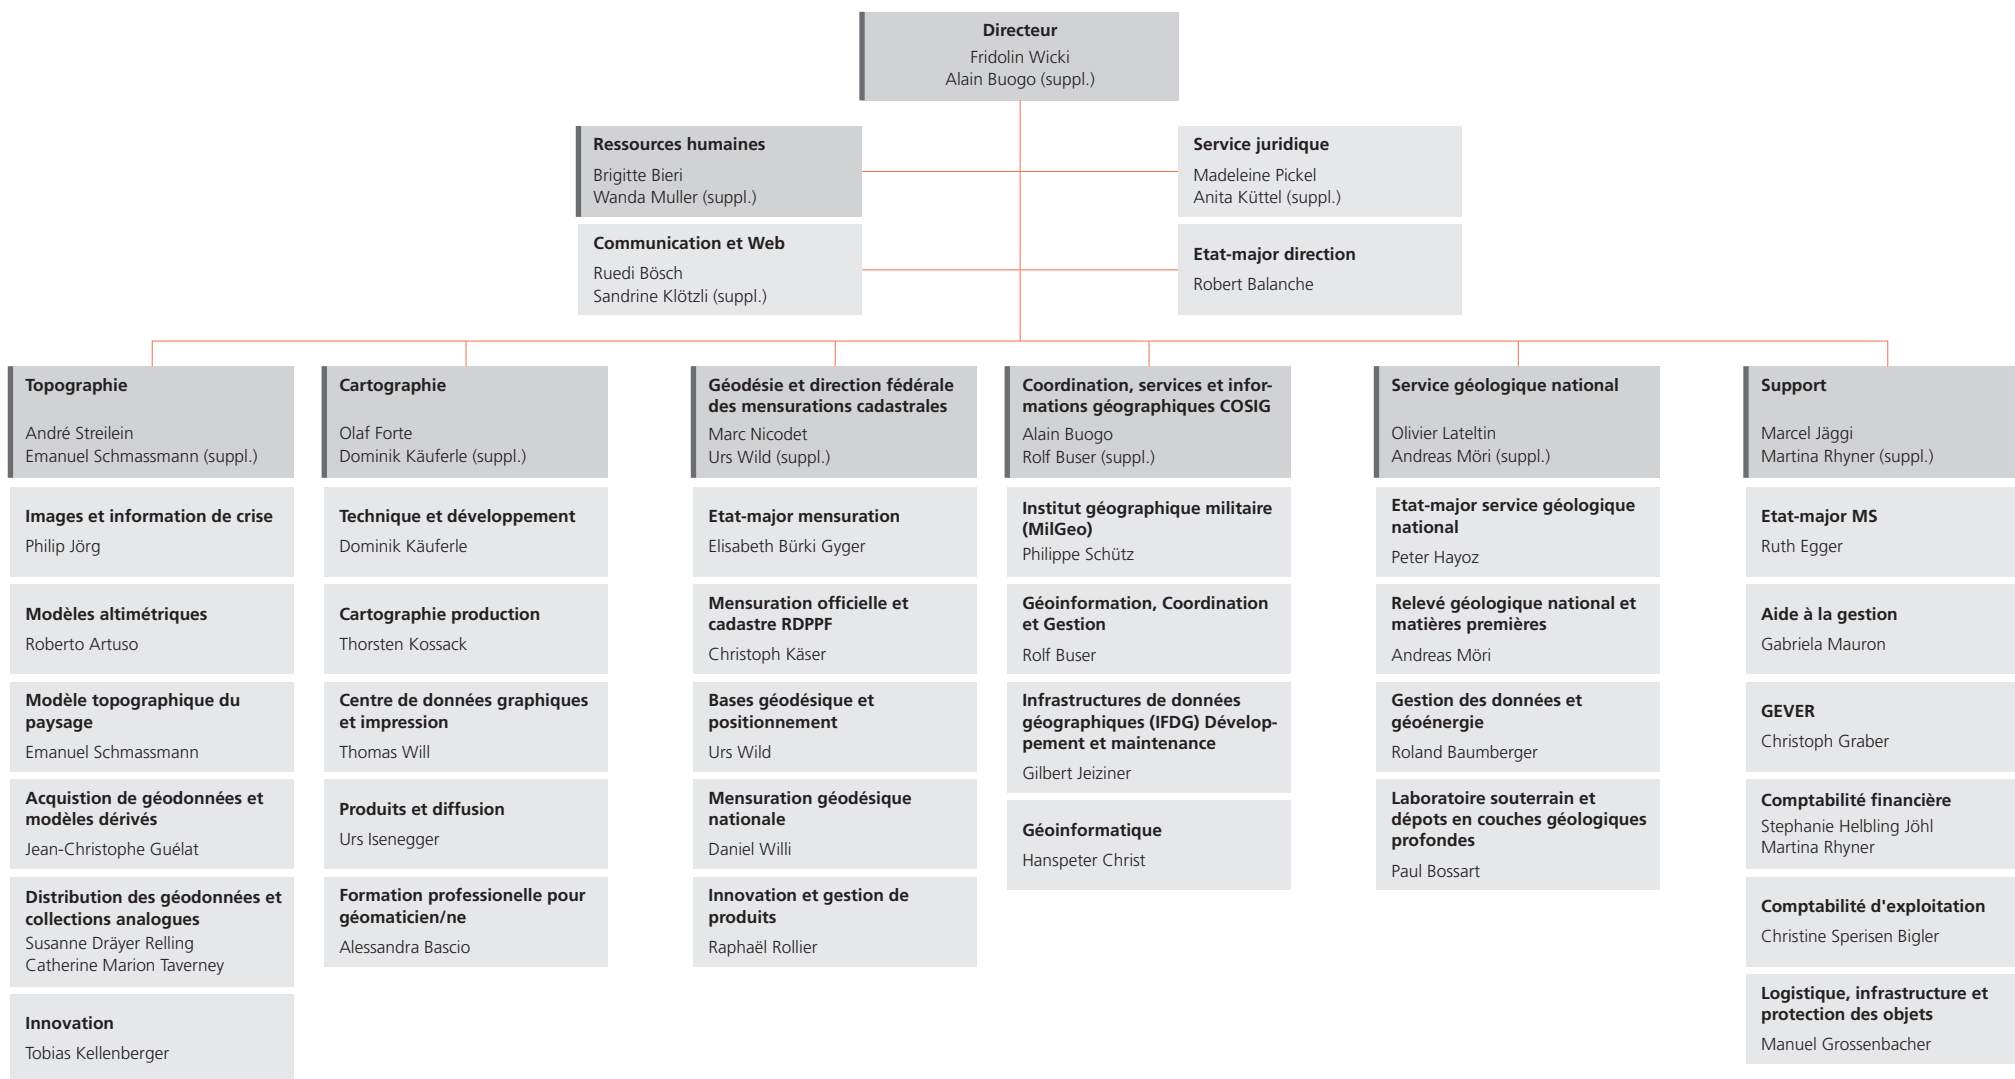 Directeur
Fridolin Wicki
Alain Buogo (suppl.)
Ressources humaines
Brigitte Bieri
Wanda Muller (suppl.)
Service juridique
Madeleine Pickel
Anita Küttel (suppl.)
Communication et Web
Ruedi Bösch
Sandrine Klötzli (suppl.)
Etat-major direction
Robert Balanche
Topographie
André Streilein
Emanuel Schmassmann (suppl.)
Images et information de crise
Philip Jörg
Modèles altimétriques
Roberto Artuso
Modèle topographique du
paysage
Emanuel Schmassmann
Acquistion de géodonnées et
modèles dérivés
Jean-Christophe Guélat
Distribution des géodonnées et
collections analogues
Susanne Dräyer Relling
Catherine Marion Taverney
Innovation
Tobias Kellenberger
Cartographie
Olaf Forte
Dominik Käuferle (suppl.)
Technique et développement
Dominik Käuferle
Cartographie production
Thorsten Kossack
Centre de données graphiques
et impression
Thomas Will
Produits et diffusion
Urs Isenegger
Formation professionelle pour
géomaticien/ne
Alessandra Bascio
Géodésie et direction fédérale
des mensurations cadastrales
Marc Nicodet
Urs Wild (suppl.)
Etat-major mensuration
Elisabeth Bürki Gyger
Mensuration officielle et
cadastre RDPPF
Christoph Käser
Bases géodésique et
positionnement
Urs Wild
Mensuration géodésique
nationale
Daniel Willi
Innovation et gestion de
produits
Raphaël Rollier
Coordination, services et infor-
mations géographiques COSIG
Alain Buogo
Rolf Buser (suppl.)
Institut géographique militaire
(MilGeo)
Philippe Schütz
Géoinformation, Coordination
et Gestion
Rolf Buser
Infrastructures de données
géographiques (IFDG) Dévelop-
pement et maintenance
Gilbert Jeiziner
Géoinformatique
Hanspeter Christ
Service géologique national
Olivier Lateltin
Andreas Möri (suppl.)
Etat-major service géologique
national
Peter Hayoz
Relevé géologique national et
matières premières
Andreas Möri
Gestion des données et
géoénergie
Roland Baumberger
Laboratoire souterrain et
dépots en couches géologiques
profondes
Paul Bossart
Support
Marcel Jäggi
Martina Rhyner (suppl.)
Etat-major MS
Ruth Egger
Aide à la gestion
Gabriela Mauron
GEVER
Christoph Graber
Comptabilité financière
Stephanie Helbling Jöhl
Martina Rhyner
Comptabilité d'exploitation
Christine Sperisen Bigler
Logistique, infrastructure et
protection des objets
Manuel Grossenbacher